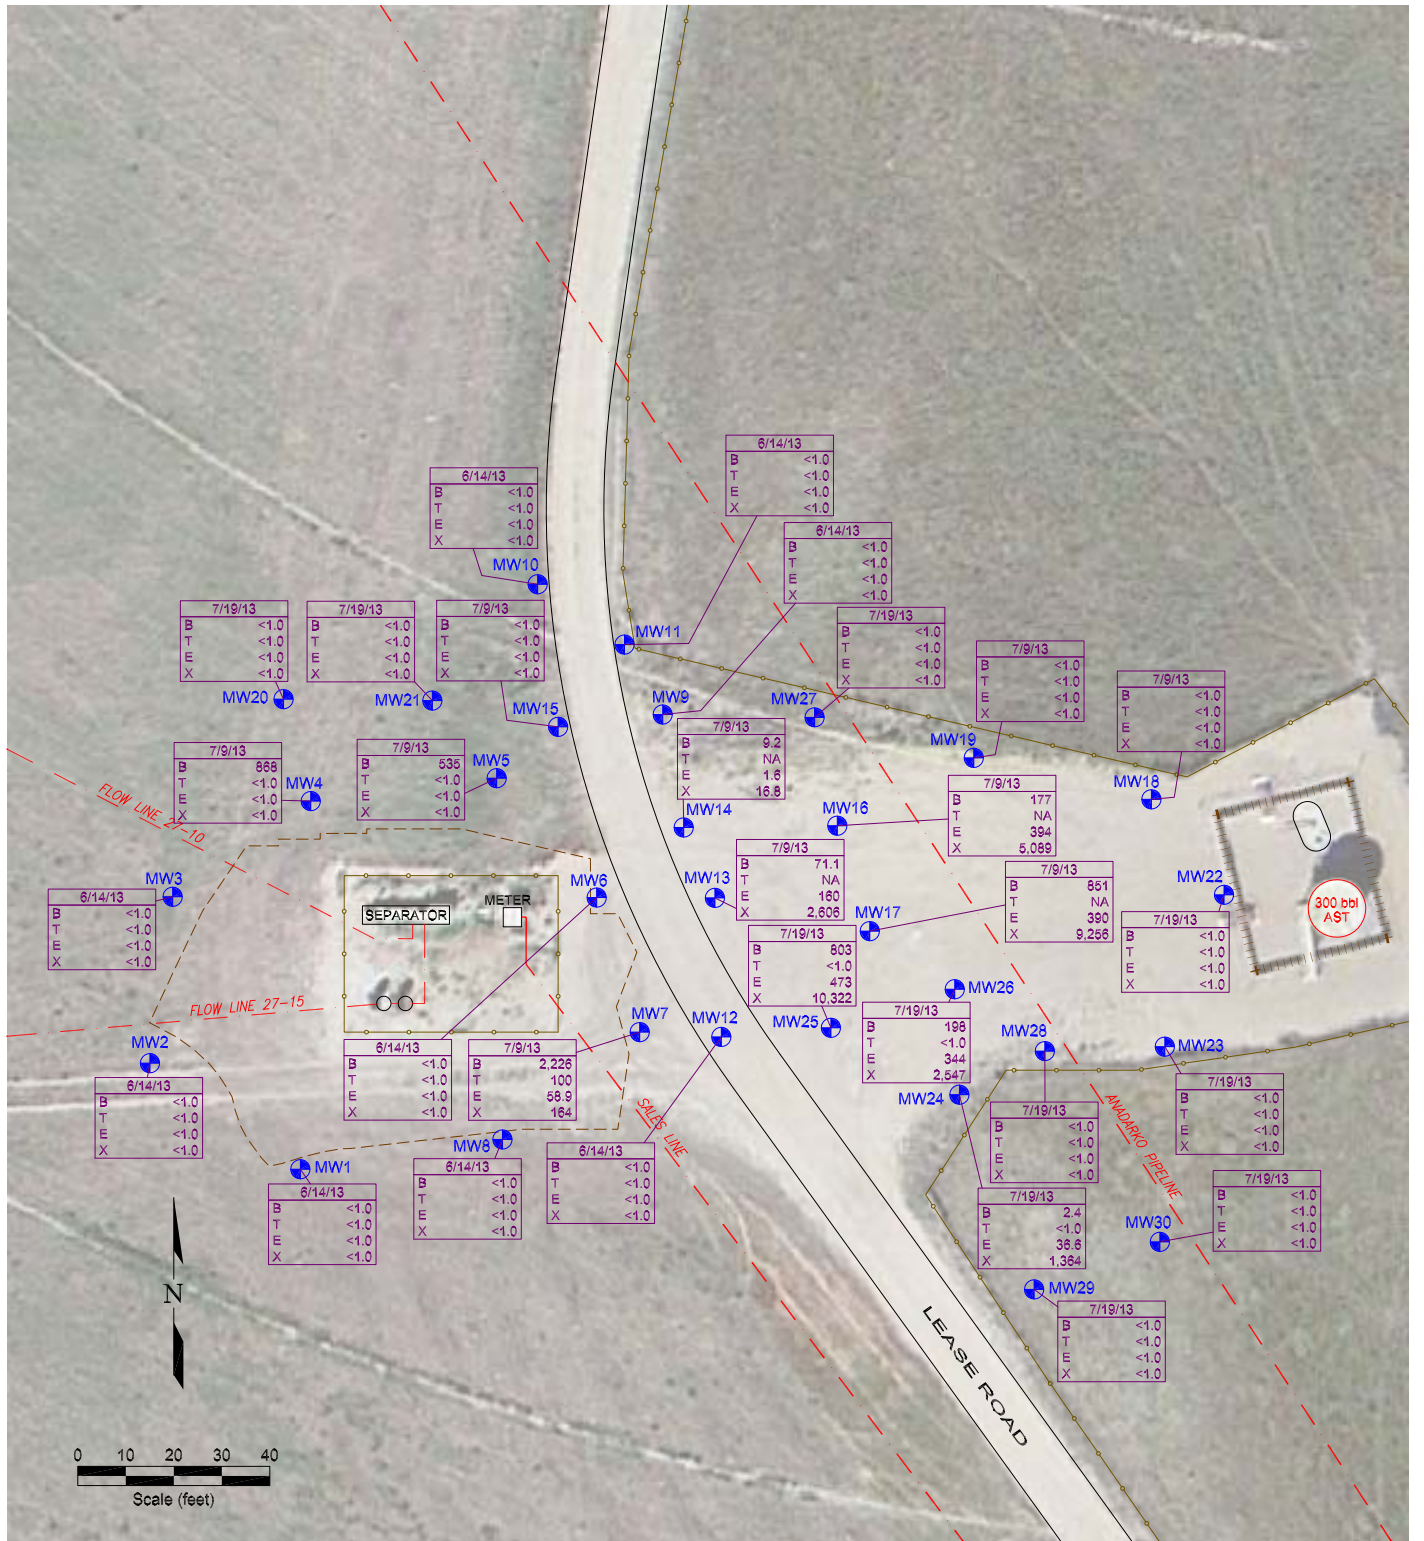 6/14/13
B <1.0
T <1.0
E <1.0
X <1.0
6/14/13
B <1.0
T <1.0
E <1.0
X <1.0
MW10
6/14/13
B <1.0
T <1.0
E <1.0
X <1.0
7/19/13
B <1.0
T <1.0
E <1.0
X <1.0
MW20
7/19/13
B <1.0
T <1.0
E <1.0
X <1.0
MW21
7/9/13
B <1.0
T <1.0
E <1.0
X <1.0
MW15
MW11
7/19/13
B <1.0
T <1.0
E <1.0
X <1.0
MW27
7/9/13
B <1.0
T <1.0
E <1.0
X <1.0
MW19
7/9/13
B <1.0
T <1.0
E <1.0
X <1.0
MW18
MW9
7/9/13
B 9.2
T NA
E 1.6
X 16.8
MW14
7/9/13
B 868
T <1.0
E <1.0
X <1.0
MW4
7/9/13
B 535
T <1.0
E <1.0
X <1.0
MW5
FLOW LINE 27-10
MW16
7/9/13
B 177
T NA
E 394
X 5,089
MW3
6/14/13
B <1.0
T <1.0
E <1.0
X <1.0
SEPARATOR
METER
MW6
MW13
7/9/13
B 71.1
T NA
E 160
X 2,606
MW17
7/9/13
B 851
T NA
E 390
X 9,256
MW22
7/19/13
B <1.0
T <1.0
E <1.0
X <1.0
300 bbl
AST
7/19/13
B 803
T <1.0
E 473
X 10,322
MW25
MW26
7/19/13
B 198
T <1.0
E 344
X 2,547
FLOW LINE 27-15
MW2
6/14/13
B <1.0
T <1.0
E <1.0
X <1.0
6/14/13
B <1.0
T <1.0
E <1.0
X <1.0
7/9/13
B 2,226
T 100
E 58.9
X 164
MW7
MW12
MW28
MW23
7/19/13
B <1.0
T <1.0
E <1.0
X <1.0
MW24
7/19/13
B <1.0
T <1.0
E <1.0
X <1.0
SALES LINE
ANADARKO PIPELINE
MW8
6/14/13
B <1.0
T <1.0
E <1.0
X <1.0
6/14/13
B <1.0
T <1.0
E <1.0
X <1.0
MW1
6/14/13
B <1.0
T <1.0
E <1.0
X <1.0
7/19/13
B 2.4
T <1.0
E 36.6
X 1,364
MW30
7/19/13
B <1.0
T <1.0
E <1.0
X <1.0
MW29
7/19/13
B <1.0
T <1.0
E <1.0
X <1.0
N
LEASE ROAD
0 10 20 30 40
Scale (feet)